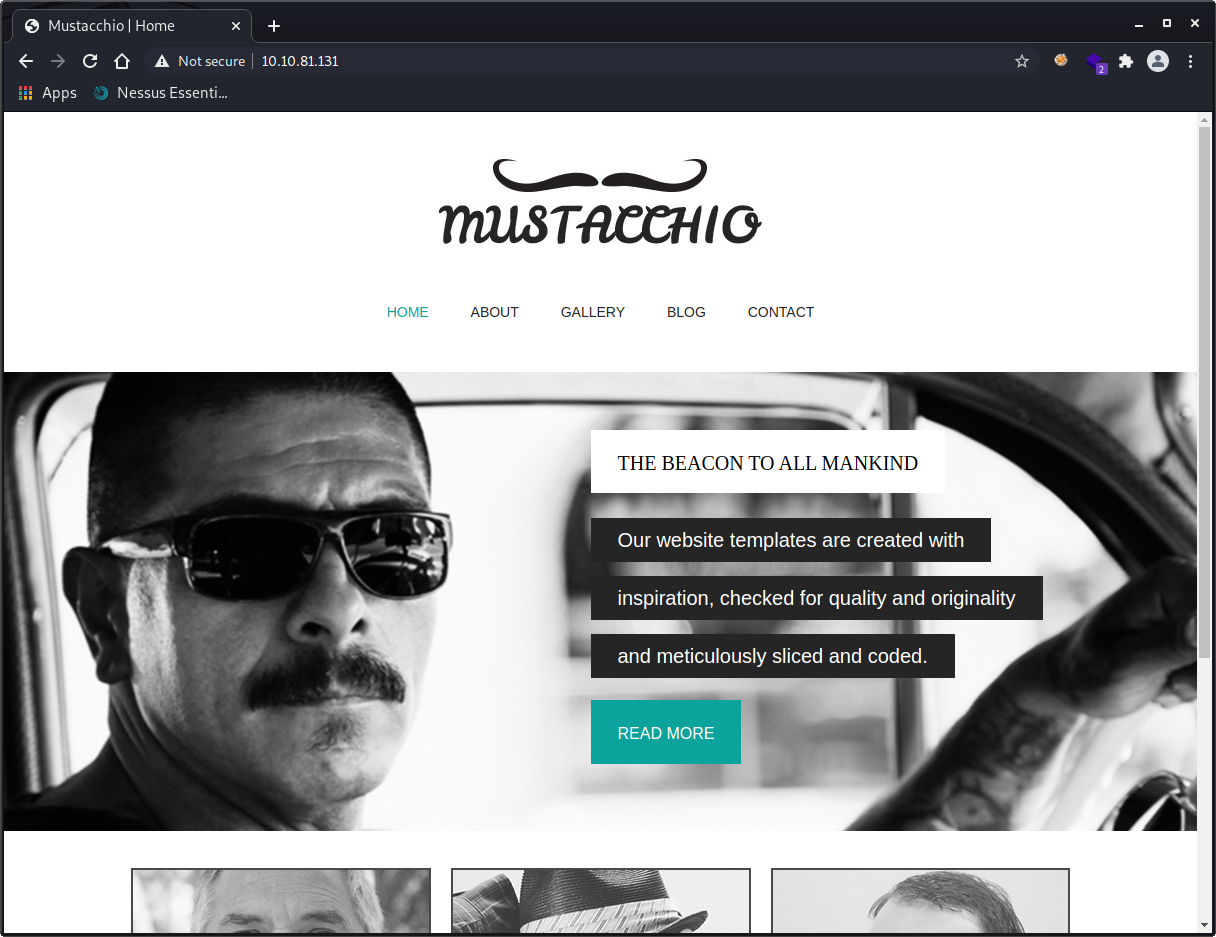 Mustacchio | Home
Not secure 10.10.81.131
2
Apps Nessus Essenti...
MUSTACCHIO
HOME ABOUT GALLERY BLOG CONTACT
THE BEACON TO ALL MANKIND
Our website templates are created with
inspiration, checked for quality and originality
and meticulously sliced and coded.
READ MORE